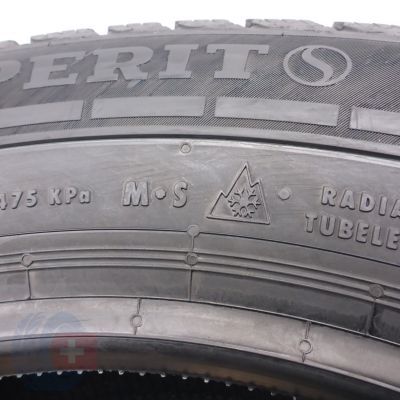 PERIT S
475 KPa M•S • RADIA
TUBELE